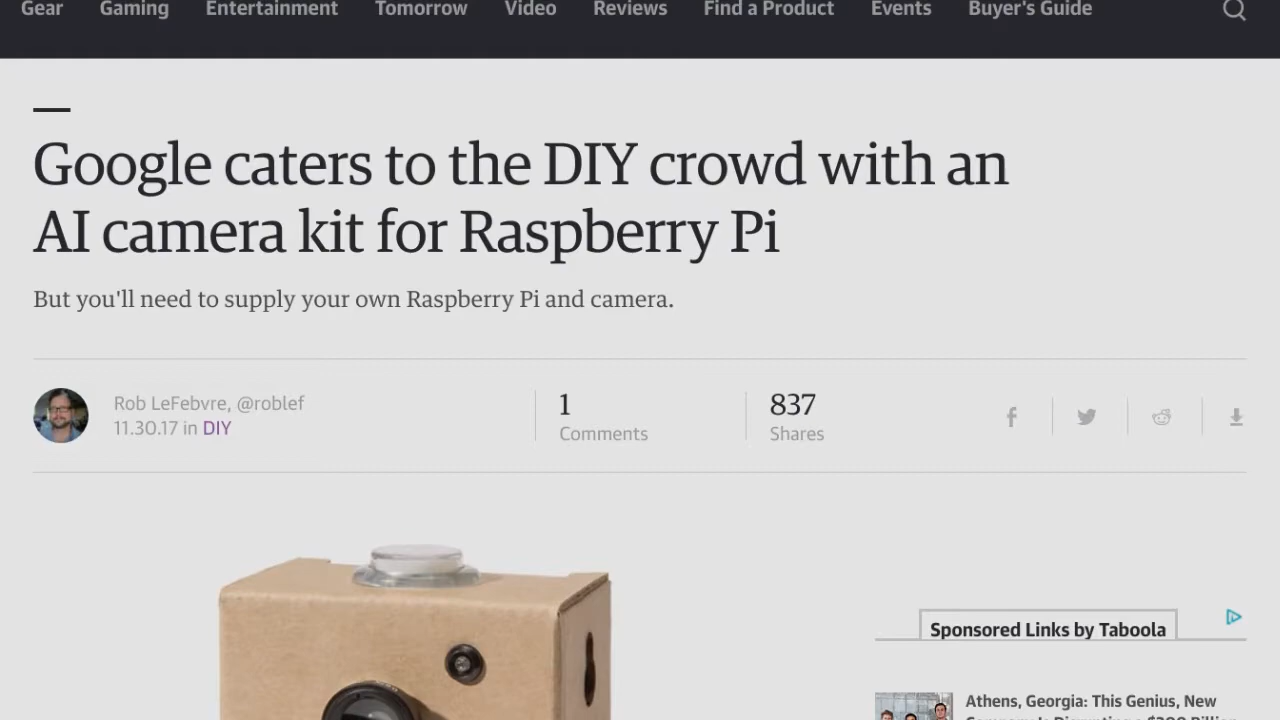 Gear Gaming Entertainment Tomorrow Video Reviews Find a Product Events Buyer's Guide
Google caters to the DIY crowd with an
AI camera kit for Raspberry Pi
But you'll need to supply your own Raspberry Pi and camera.
Rob LeFebvre, @roblef
11.30.17 in DIY
1
Comments
837
Shares
Sponsored Links by Taboola
Athens, Georgia: This Genius, New